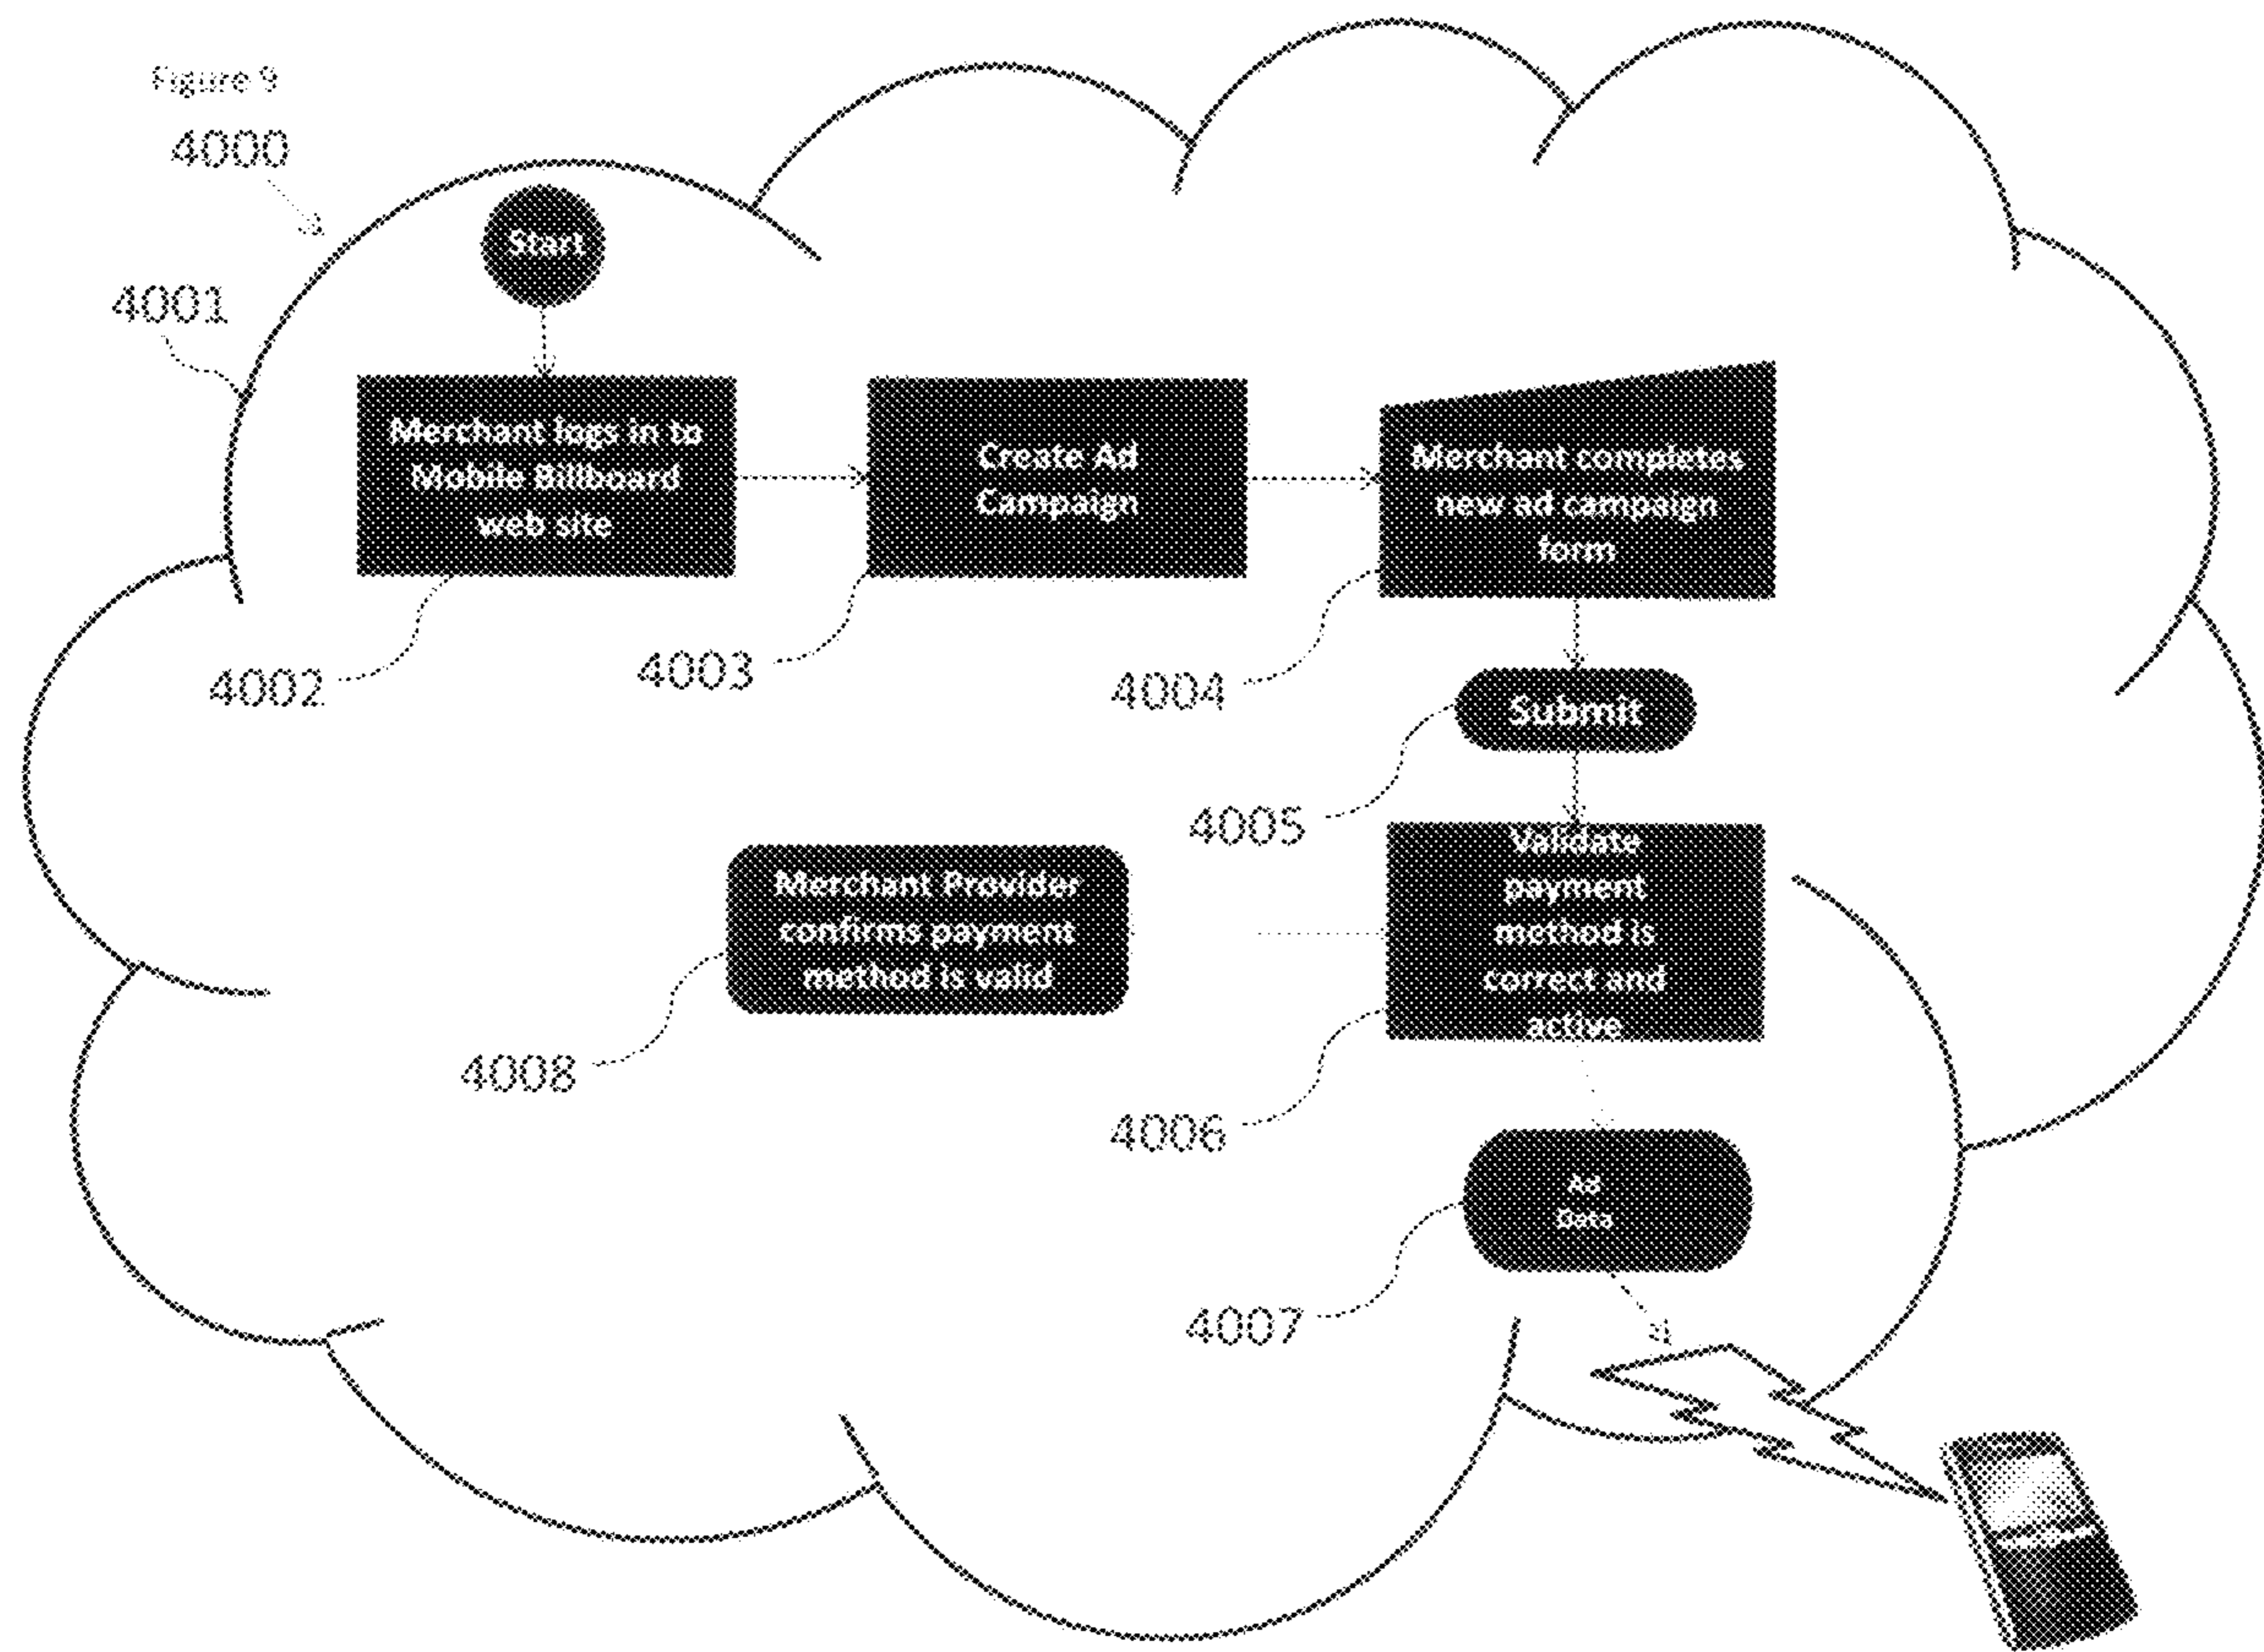 Figure 9
4000
Start
4001
Merchant logs in to
Mobile Billboard
web site
Create Ad
Campaign
Merchant completes
new ad campaign
form
4002
4003
4004
Submit
4005
Validate
payment
method is
correct and
active
Merchant Provider
confirms payment
method is valid
4008
4006
Ad
Data
4007